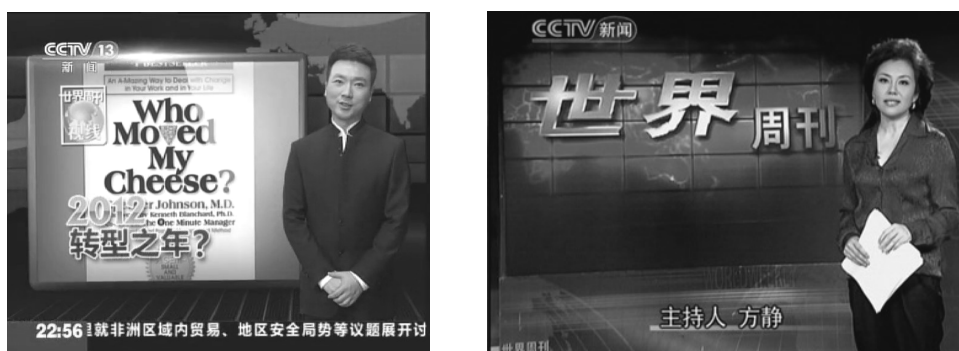 CCTV 13
新闻
世界周刊
视线
An A-Mazing Way to Deal with Change
in Your Work and in Your Life
Who
Moved
My
Cheese?
er Johnson, M.D.
Kenneth Blanchard, Ph.D.
The One Minute Manager
2012
转型之年?
22:56
就非洲区域内贸易、地区安全局势等议题展开讨
CCTV 新闻
世界
周刊
主持人 方静
世界周刊